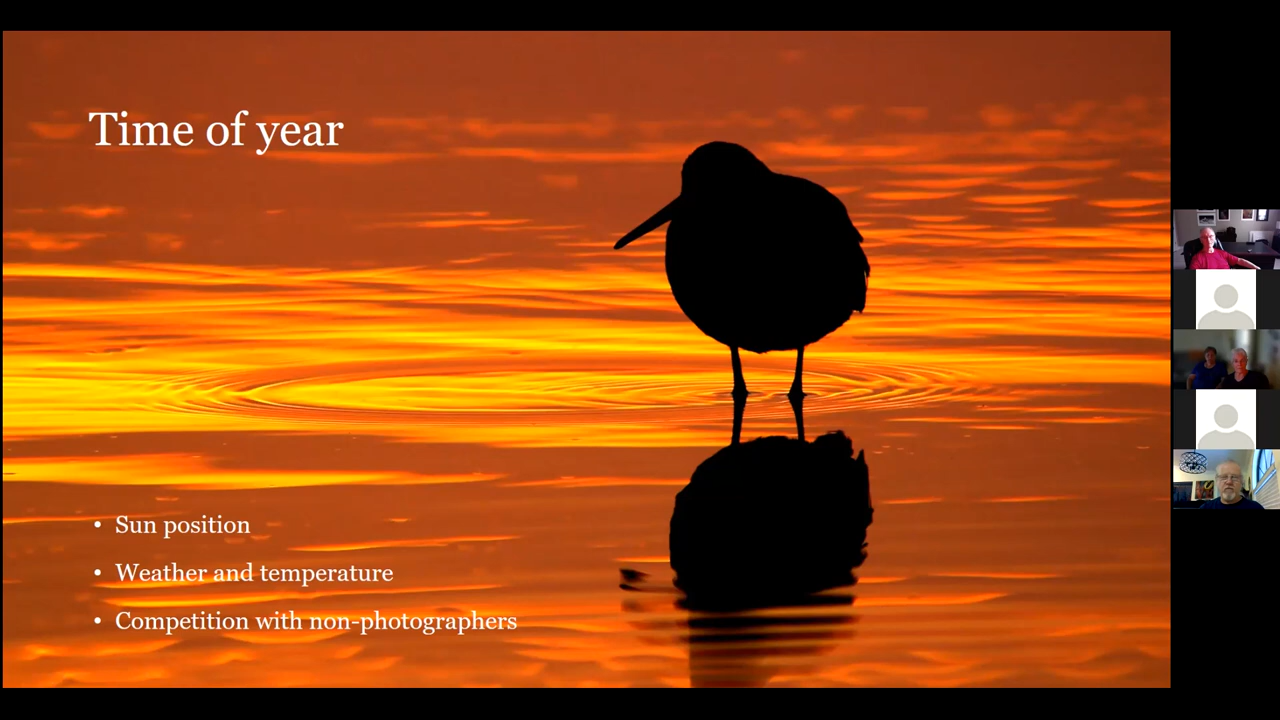 Time of year
• Sun position
• Weather and temperature
• Competition with non-photographers